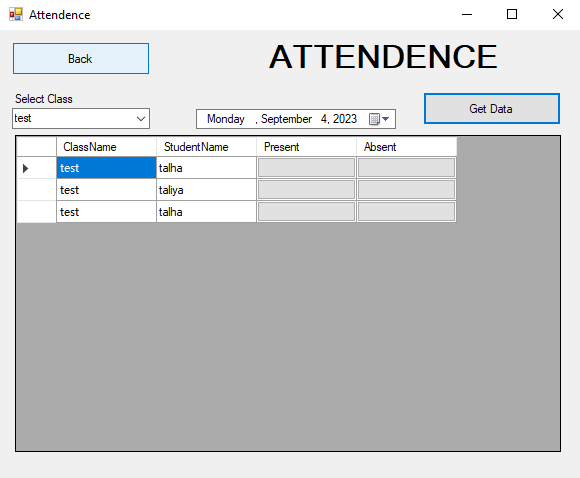 Attendence
Back
ATTENDENCE
Select Class
test
Monday , September 4, 2023
Get Data
ClassName StudentName Present Absent
test talha
test taliya
test talha